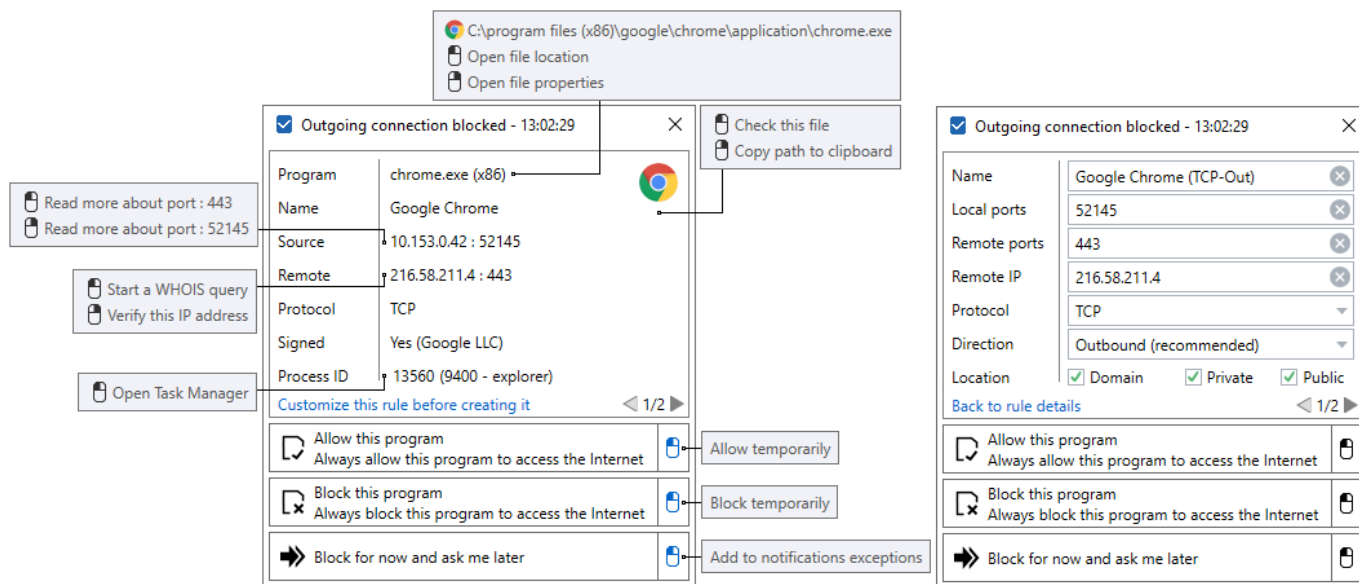 C:\program files (x86)\google\chrome\application\chrome.exe
Open file location
Open file properties
Outgoing connection blocked - 13:02:29
Check this file
Copy path to clipboard
Program chrome.exe (x86)
Name Google Chrome
Source 10.153.0.42 : 52145
Remote 216.58.211.4 : 443
Protocol TCP
Signed Yes (Google LLC)
Process ID 13560 (9400 - explorer)
Customize this rule before creating it 1/2
Read more about port : 443
Read more about port : 52145
Start a WHOIS query
Verify this IP address
Open Task Manager
Allow this program
Always allow this program to access the Internet
Allow temporarily
Block this program
Always block this program to access the Internet
Block temporarily
Block for now and ask me later
Add to notifications exceptions
Outgoing connection blocked - 13:02:29
Name Google Chrome (TCP-Out)
Local ports 52145
Remote ports 443
Remote IP 216.58.211.4
Protocol TCP
Direction Outbound (recommended)
Location Domain Private Public
Back to rule details 1/2
Allow this program
Always allow this program to access the Internet
Block this program
Always block this program to access the Internet
Block for now and ask me later